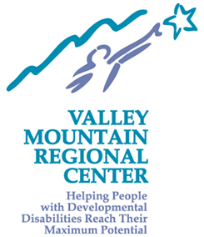 VALLEY
MOUNTAIN
REGIONAL
CENTER
Helping People
with Developmental
Disabilities Reach Their
Maximum Potential